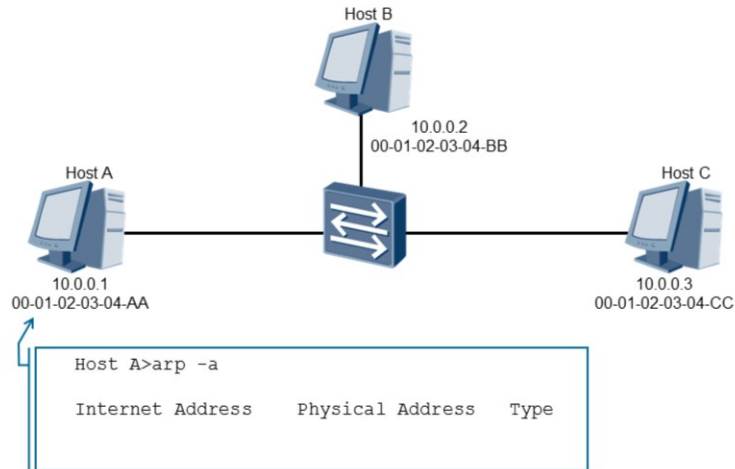 Host B
10.0.0.2
00-01-02-03-04-BB
Host A
Host C
10.0.0.1
00-01-02-03-04-AA
10.0.0.3
00-01-02-03-04-CC
Host A>arp -a
Internet Address Physical Address Type